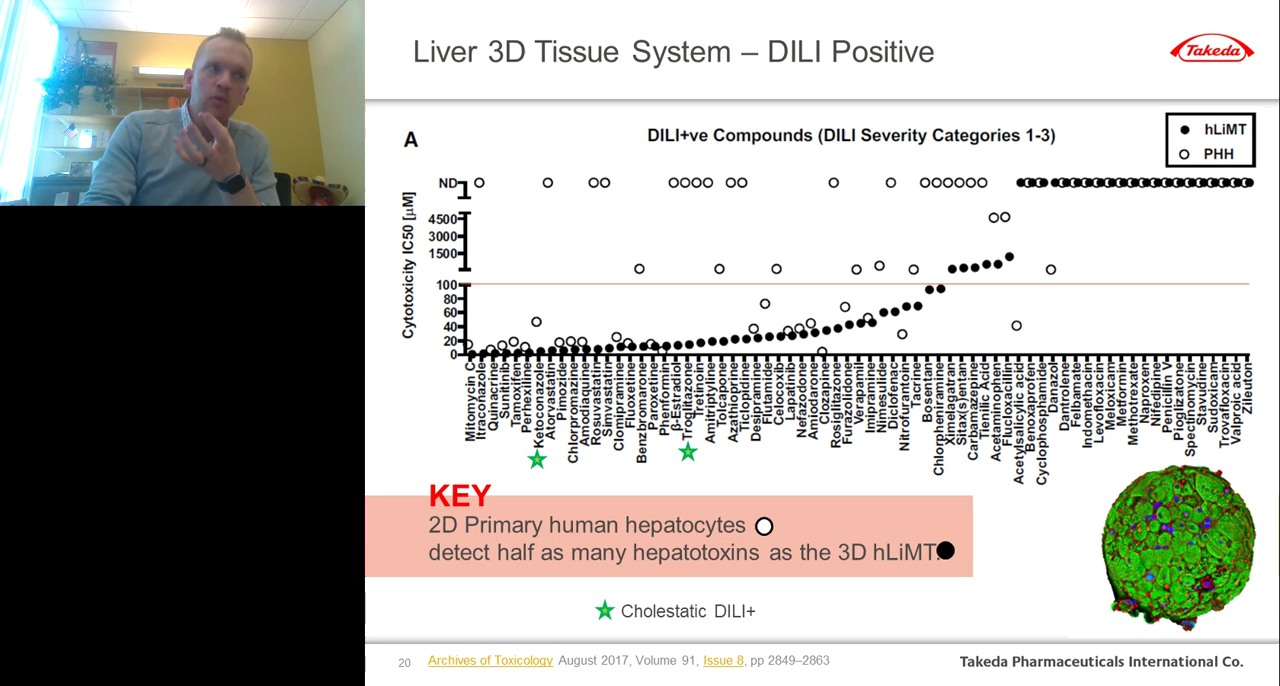 Liver 3D Tissue System – DILI Positive
Takeda
A
DILI+ve Compounds (DILI Severity Categories 1-3)
hLiMT
PHH
Cytotoxicity IC50 [µM]
ND
4500
3000
1500
100
80
60
40
20
0
Mitomycin C
Itraconazole
Quinacrine
Sunitinib
Tamoxifen
Perhexiline
Ketoconazole
Atorvastatin
Pimozide
Chlorpromazine
Amodiaquine
Rosuvastatin
Simvastatin
Clomipramine
Fluoxetine
Benzbromarone
Paroxetine
Phenformin
β-Estradiol
Troglitazone
Tretinoin
Amitriptyline
Tolcapone
Azathioprine
Ticlopidine
Desipramine
Flutamide
Celecoxib
Lapatinib
Nefazodone
Amiodarone
Clozapine
Rosiglitazone
Furazolidone
Verapamil
Imipramine
Nimesulide
Diclofenac
Nitrofurantoin
Tacrine
Bosentan
Chlorpheniramine
Ximelagatran
Sitax(s)entan
Carbamazepine
Tienilic Acid
Acetaminophen
Flucloxacillin
Acetylsalicylic acid
Benoxaprofen
Cyclophosphamide
Danazol
Dantrolene
Felbamate
Indomethacin
Levofloxacin
Meloxicam
Metformin
Methotrexate
Naproxen
Nifedipine
Penicillin V
Pioglitazone
Spectinomycin
Stavudine
Sudoxicam
Trovafloxacin
Valproic acid
Zileuton
KEY
2D Primary human hepatocytes
detect half as many hepatotoxins as the 3D hLiMT
Cholestatic DILI+
20
Archives of Toxicology August 2017, Volume 91, Issue 8, pp 2849–2863
Takeda Pharmaceuticals International Co.